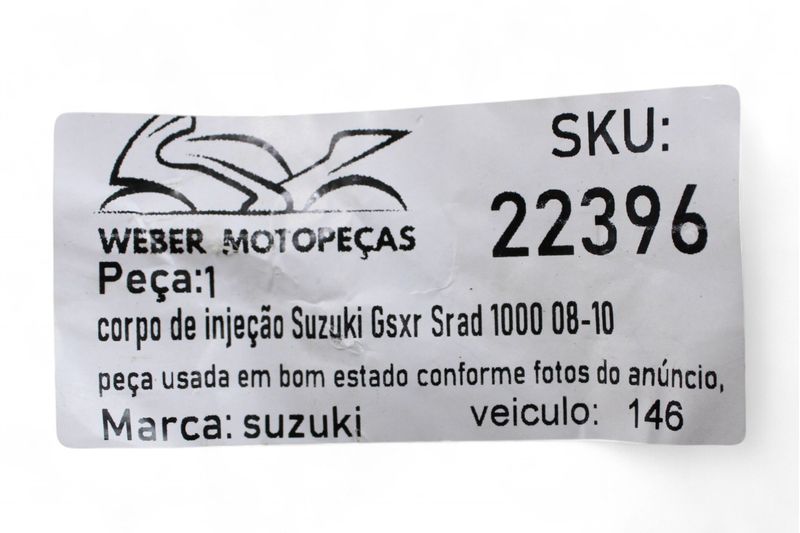 SKU:
22396
WEBER MOTOPEÇAS
Peça:1
corpo de injeção Suzuki Gsxr Srad 1000 08-10
peça usada em bom estado conforme fotos do anúncio,
Marca: suzuki veiculo: 146